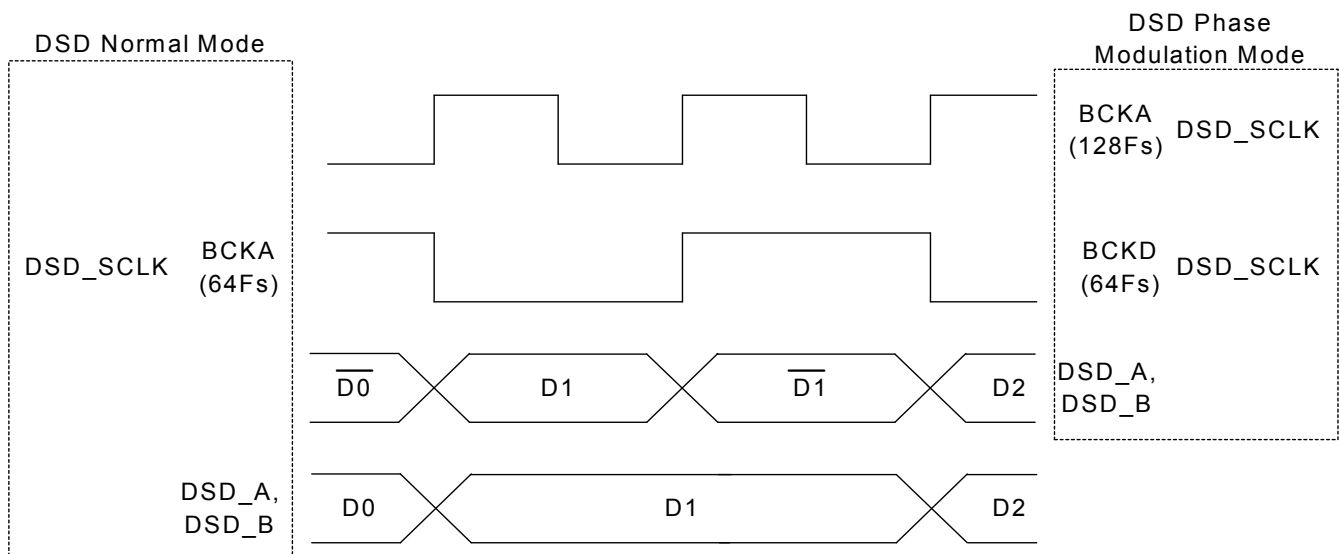 DSD Normal Mode
DSD Phase
Modulation Mode
BCKA
(128Fs)
DSD_SCLK
DSD_SCLK
BCKA
(64Fs)
BCKD
(64Fs)
DSD_SCLK
D0
D1
D1
D2
DSD_A,
DSD_B
DSD_A,
DSD_B
D0
D1
D2